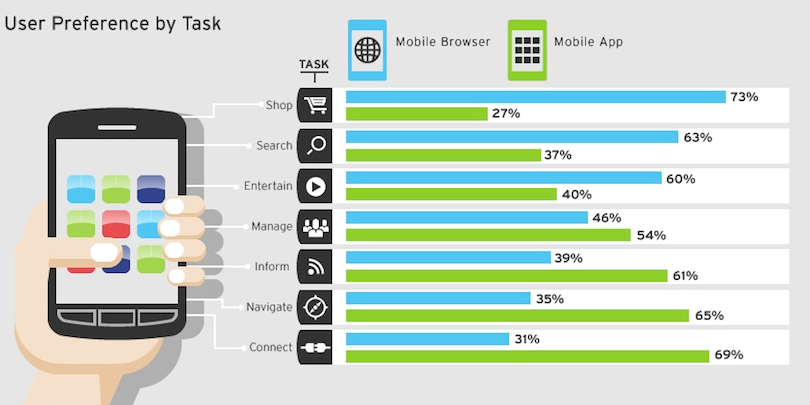 User Preference by Task
Mobile Browser
Mobile App
TASK
Shop
73%
27%
Search
63%
37%
Entertain
60%
40%
Manage
46%
54%
Inform
39%
61%
Navigate
35%
65%
Connect
31%
69%